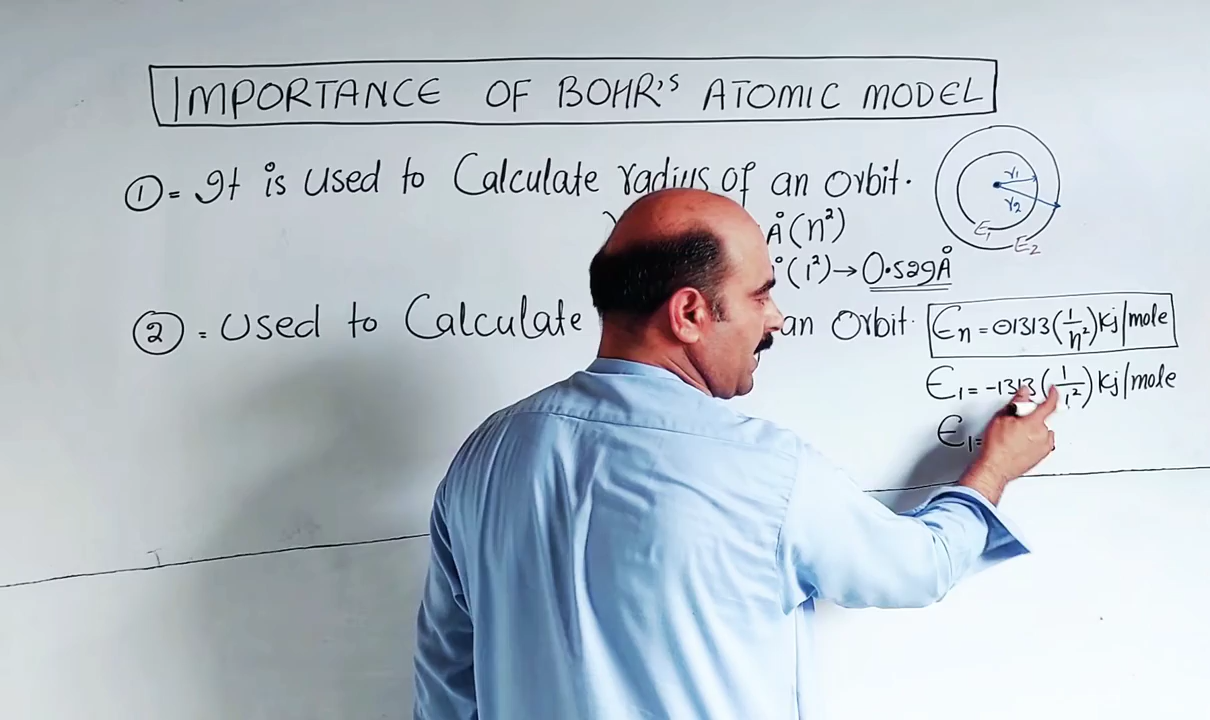 IMPORTANCE OF BOHR'S ATOMIC MODEL
① = It is used to Calculate radius of an Orbit.
Å(n²)
(1²) → 0.529Å
r₁
r₂
E₁
E₂
② = Used to Calculate an Orbit.
Eₙ = ⊖1313(1/n²)Kj/mole
E₁ = -1313(1/1²)Kj/mole
E₁ =